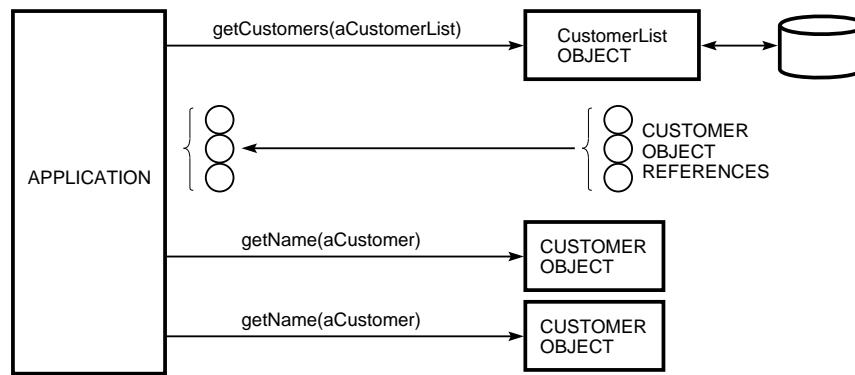 getCustomers(aCustomerList)
CustomerList
OBJECT
CUSTOMER
OBJECT
REFERENCES
APPLICATION
getName(aCustomer)
CUSTOMER
OBJECT
getName(aCustomer)
CUSTOMER
OBJECT